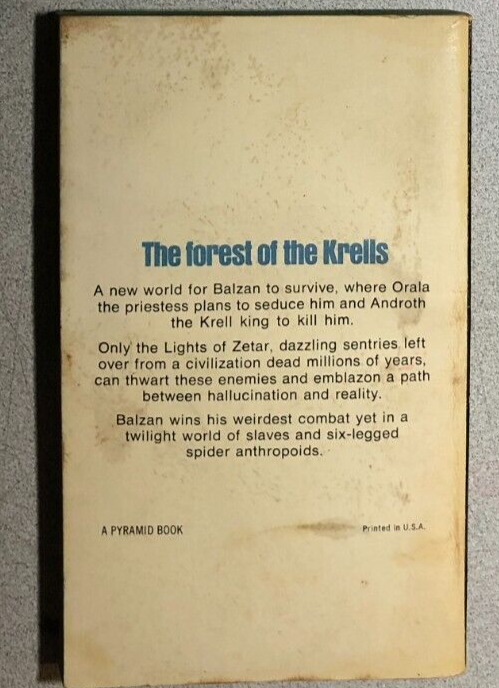 The forest of the Krells
A new world for Balzan to survive, where Orala
the priestess plans to seduce him and Androth
the Krell king to kill him.
Only the Lights of Zetar, dazzling sentries left
over from a civilization dead millions of years,
can thwart these enemies and emblazon a path
between hallucination and reality.
Balzan wins his weirdest combat yet in a
twilight world of slaves and six-legged
spider anthropoids.
A PYRAMID BOOK
Printed in U.S.A.